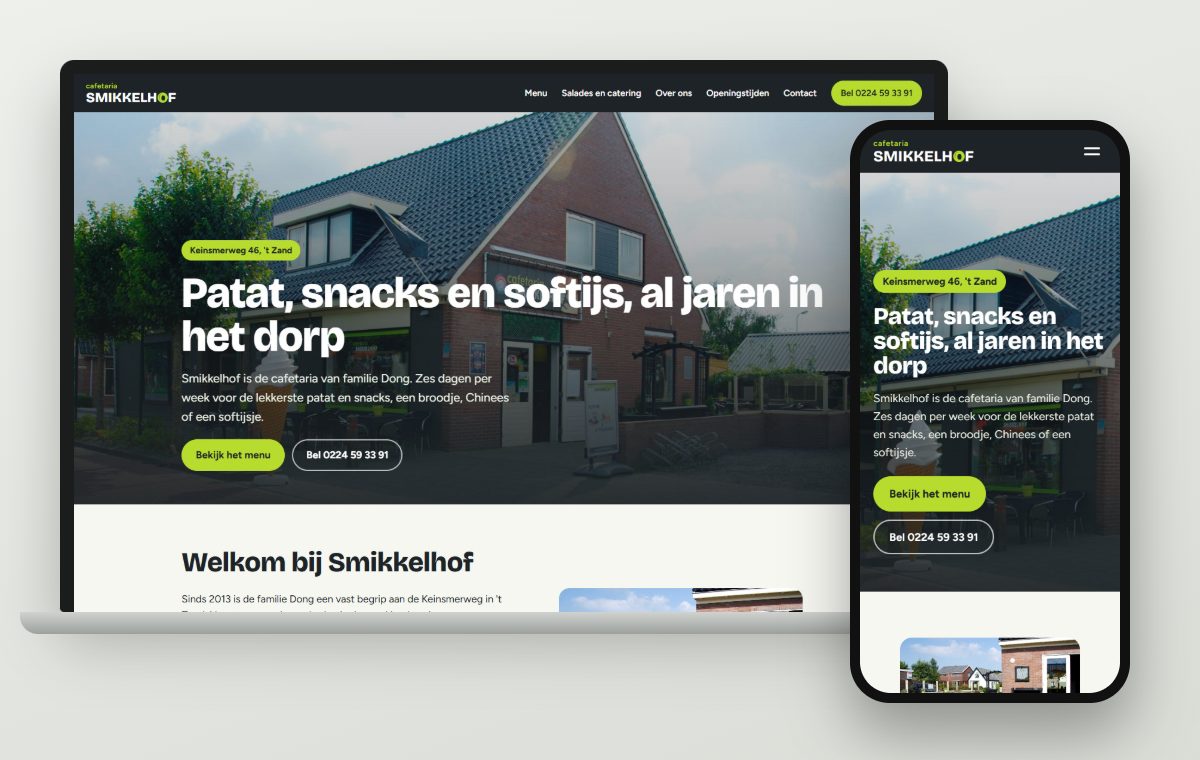 cafetaria
SMIKKELHOF
Menu Salades en catering Over ons Openingstijden Contact Bel 0224 59 33 91
Keinsmerweg 46, 't Zand
Patat, snacks en softijs, al jaren in
het dorp
Smikkelhof is de cafetaria van familie Dong. Zes dagen per
week voor de lekkerste patat en snacks, een broodje, Chinees
of een softijsje.
Bekijk het menu Bel 0224 59 33 91
Welkom bij Smikkelhof
Sinds 2013 is de familie Dong een vast begrip aan de Keinsmerweg in 't
cafetaria
SMIKKELHOF
Keinsmerweg 46, 't Zand
Patat, snacks en
softijs, al jaren in het
dorp
Smikkelhof is de cafetaria van familie Dong.
Zes dagen per week voor de lekkerste patat
en snacks, een broodje, Chinees of een
softijsje.
Bekijk het menu
Bel 0224 59 33 91